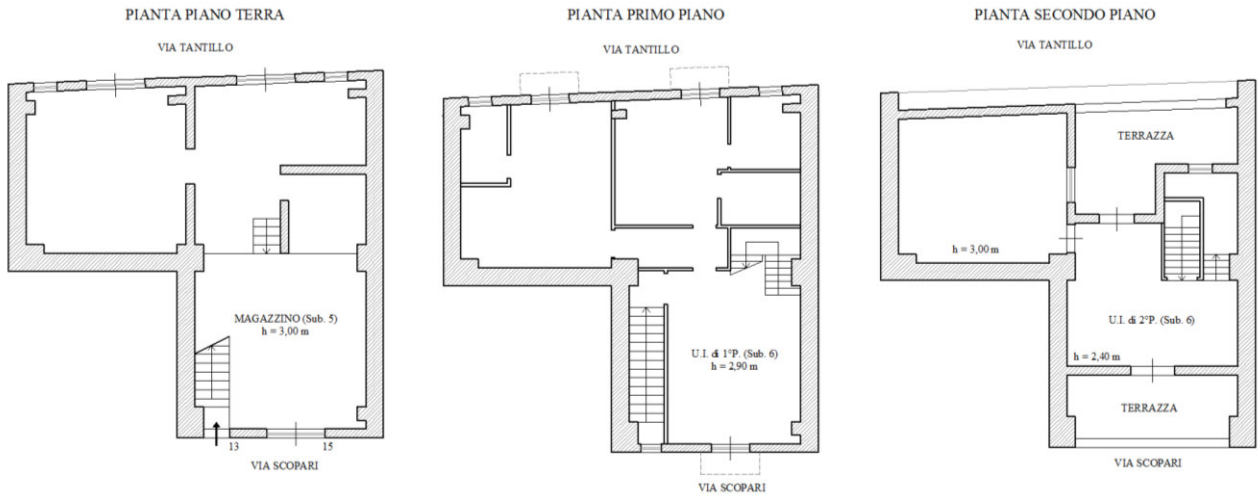 PIANTA PIANO TERRA
VIA TANTILLO
MAGAZZINO (Sub. 5)
h = 3,00 m
13
15
VIA SCOPARI
PIANTA PRIMO PIANO
VIA TANTILLO
U.I. di 1°P. (Sub. 6)
h = 2,90 m
VIA SCOPARI
PIANTA SECONDO PIANO
VIA TANTILLO
TERRAZZA
h = 3,00 m
U.I. di 2°P. (Sub. 6)
h = 2,40 m
TERRAZZA
VIA SCOPARI